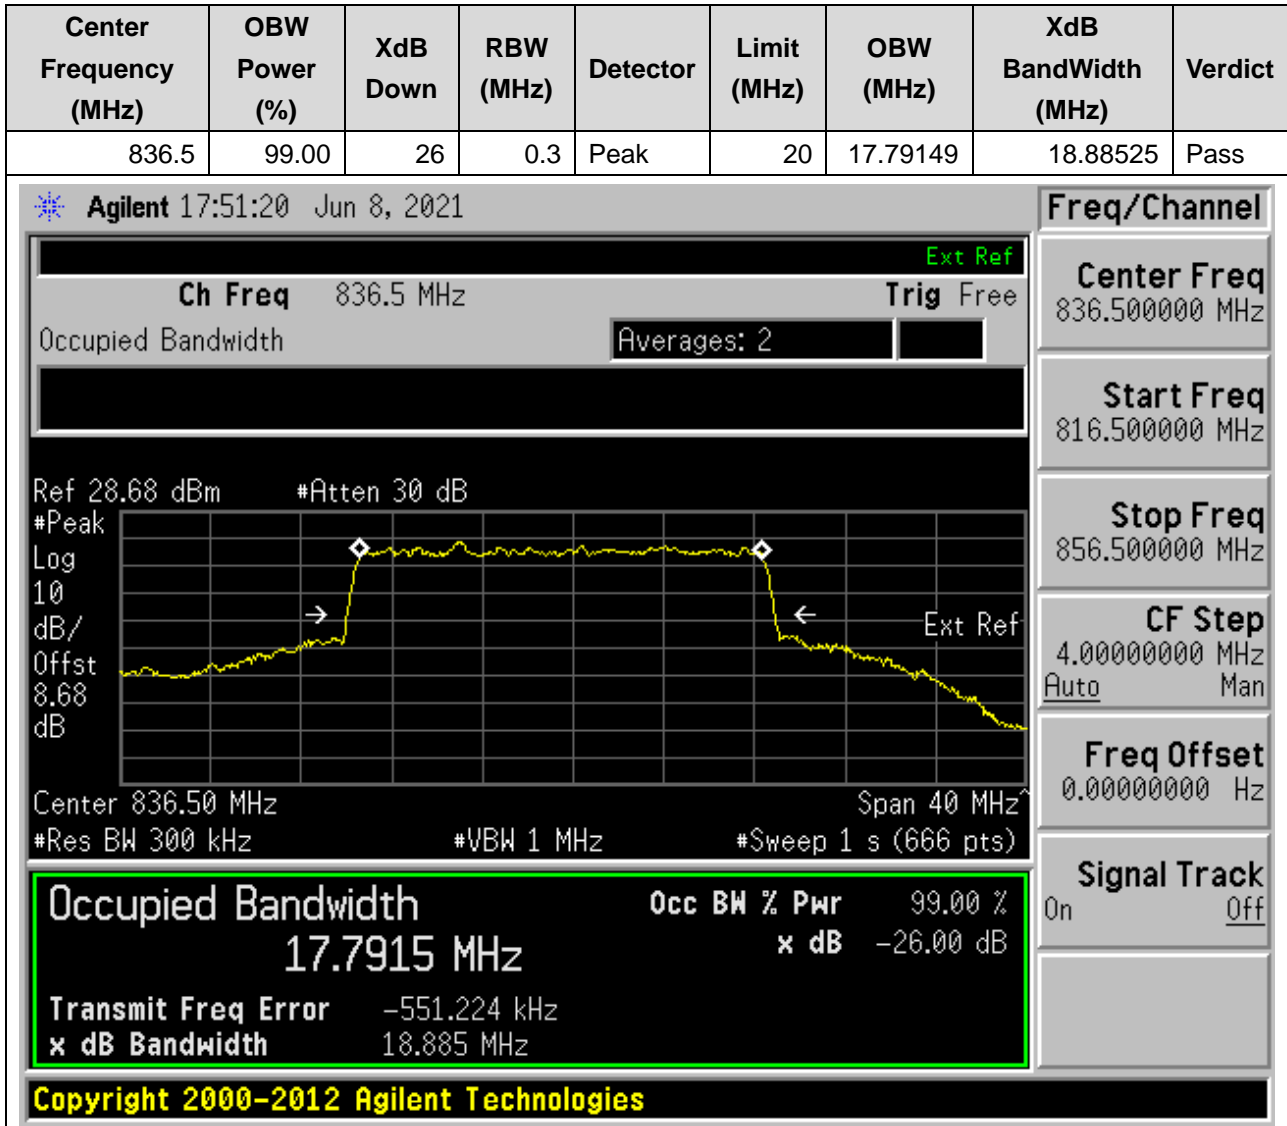 Center Frequency (MHz) OBW Power (%) XdB Down RBW (MHz) Detector Limit (MHz) OBW (MHz) XdB BandWidth (MHz) Verdict
836.5 99.00 26 0.3 Peak 20 17.79149 18.88525 Pass
Agilent 17:51:20 Jun 8, 2021
Freq/Channel
Ext Ref
Ch Freq 836.5 MHz Trig Free
Occupied Bandwidth Averages: 2
Center Freq
836.500000 MHz
Start Freq
816.500000 MHz
Stop Freq
856.500000 MHz
CF Step
4.00000000 MHz
Auto Man
Freq Offset
0.00000000 Hz
Signal Track
On Off
Ref 28.68 dBm #Atten 30 dB
#Peak
Log
10
dB/
Offst
8.68
dB
Ext Ref
Center 836.50 MHz Span 40 MHz^
#Res BW 300 kHz #VBW 1 MHz #Sweep 1 s (666 pts)
Occupied Bandwidth
17.7915 MHz
Occ BW % Pwr 99.00 %
x dB -26.00 dB
Transmit Freq Error -551.224 kHz
x dB Bandwidth 18.885 MHz
Copyright 2000-2012 Agilent Technologies